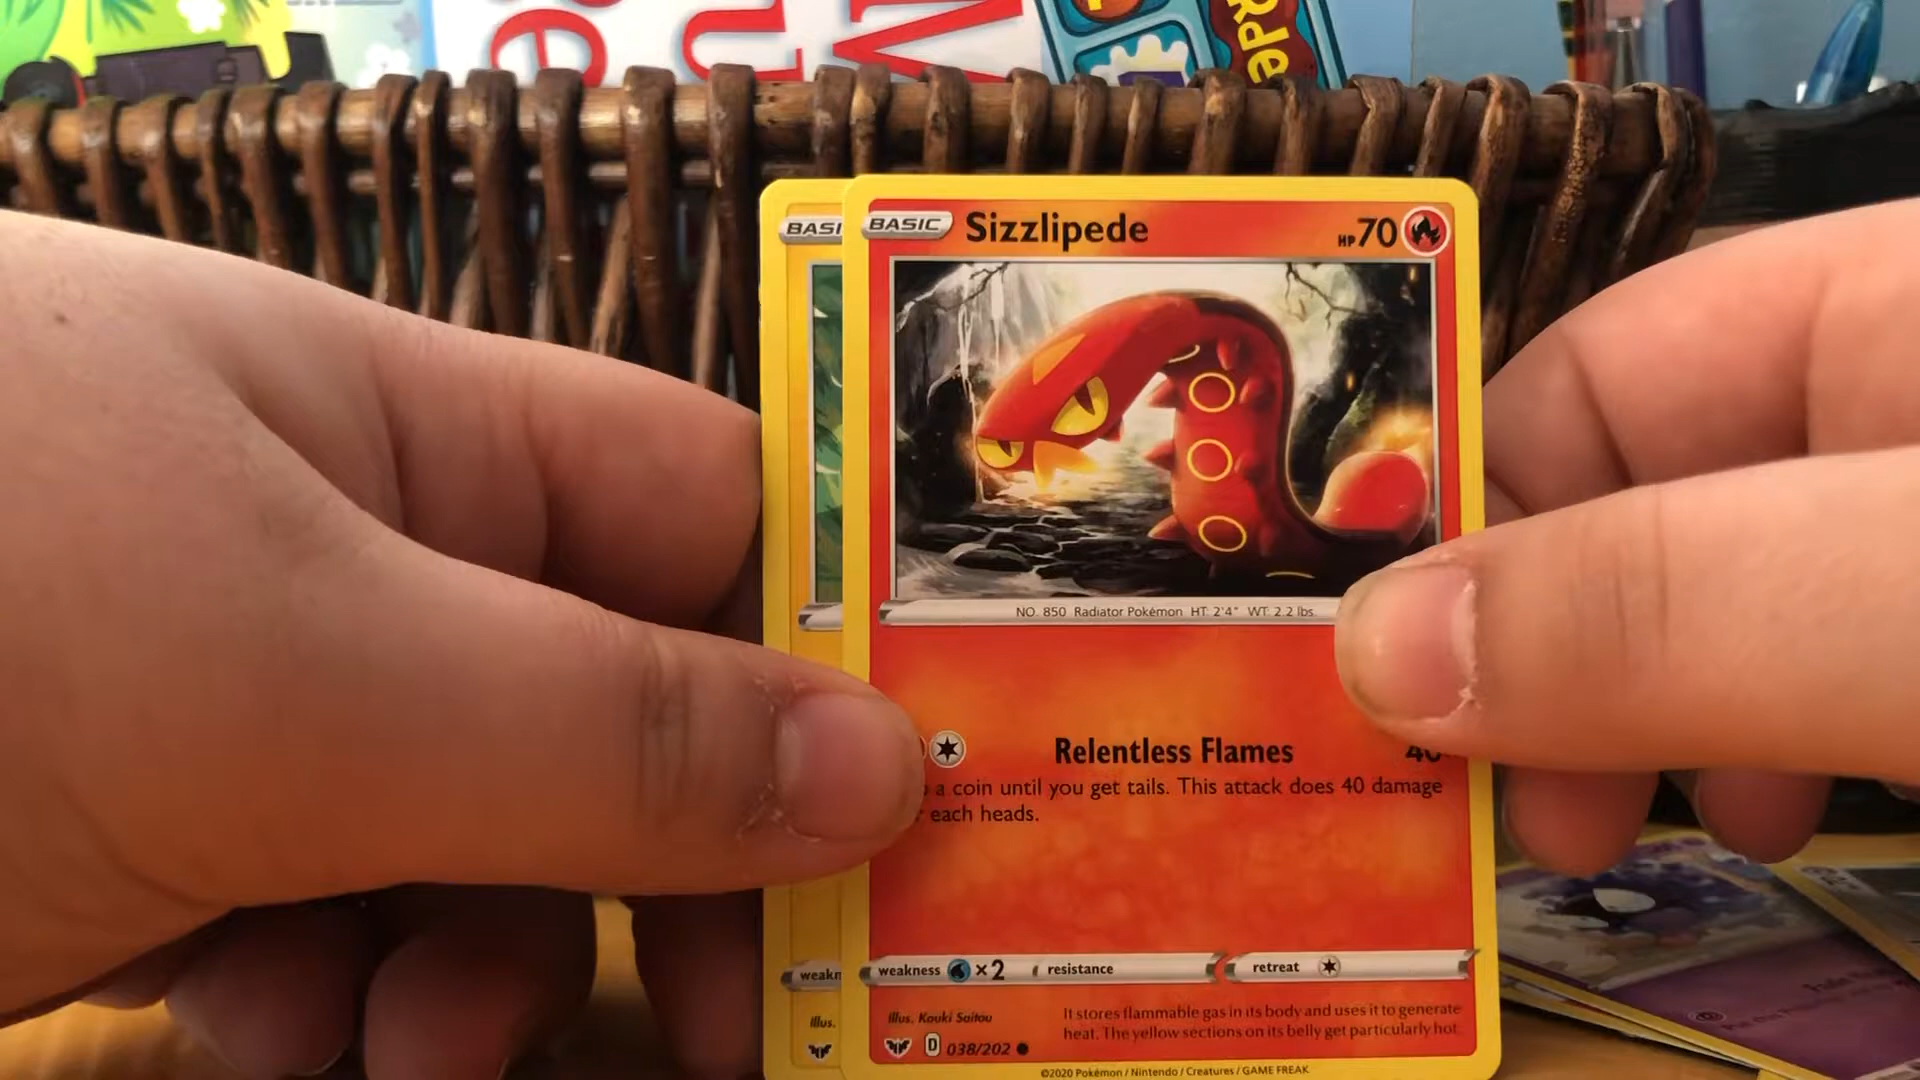 BASI
BASIC
Sizzlipede
HP70
NO. 850 Radiator Pokémon HT: 2'4" WT: 2.2 lbs.
Relentless Flames
a coin until you get tails. This attack does 40 damage
each heads.
weakn
weakness ×2
resistance
retreat
Illus.
Illus. Kouki Saitou
It stores flammable gas in its body and uses it to generate
heat. The yellow sections on its belly get particularly hot.
D
038/202
©2020 Pokémon / Nintendo / Creatures / GAME FREAK